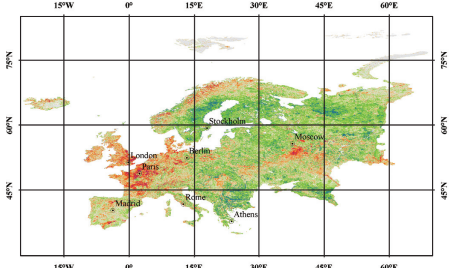 15°W 0°E 15°E 30°E 45°E 60°E
75°N 75°N
60°N 60°N
Stockholm
Moscow
London
Berlin
Paris
45°N 45°N
Madrid
Rome
Athens
15°W 0°E 15°E 30°E 45°E 60°E